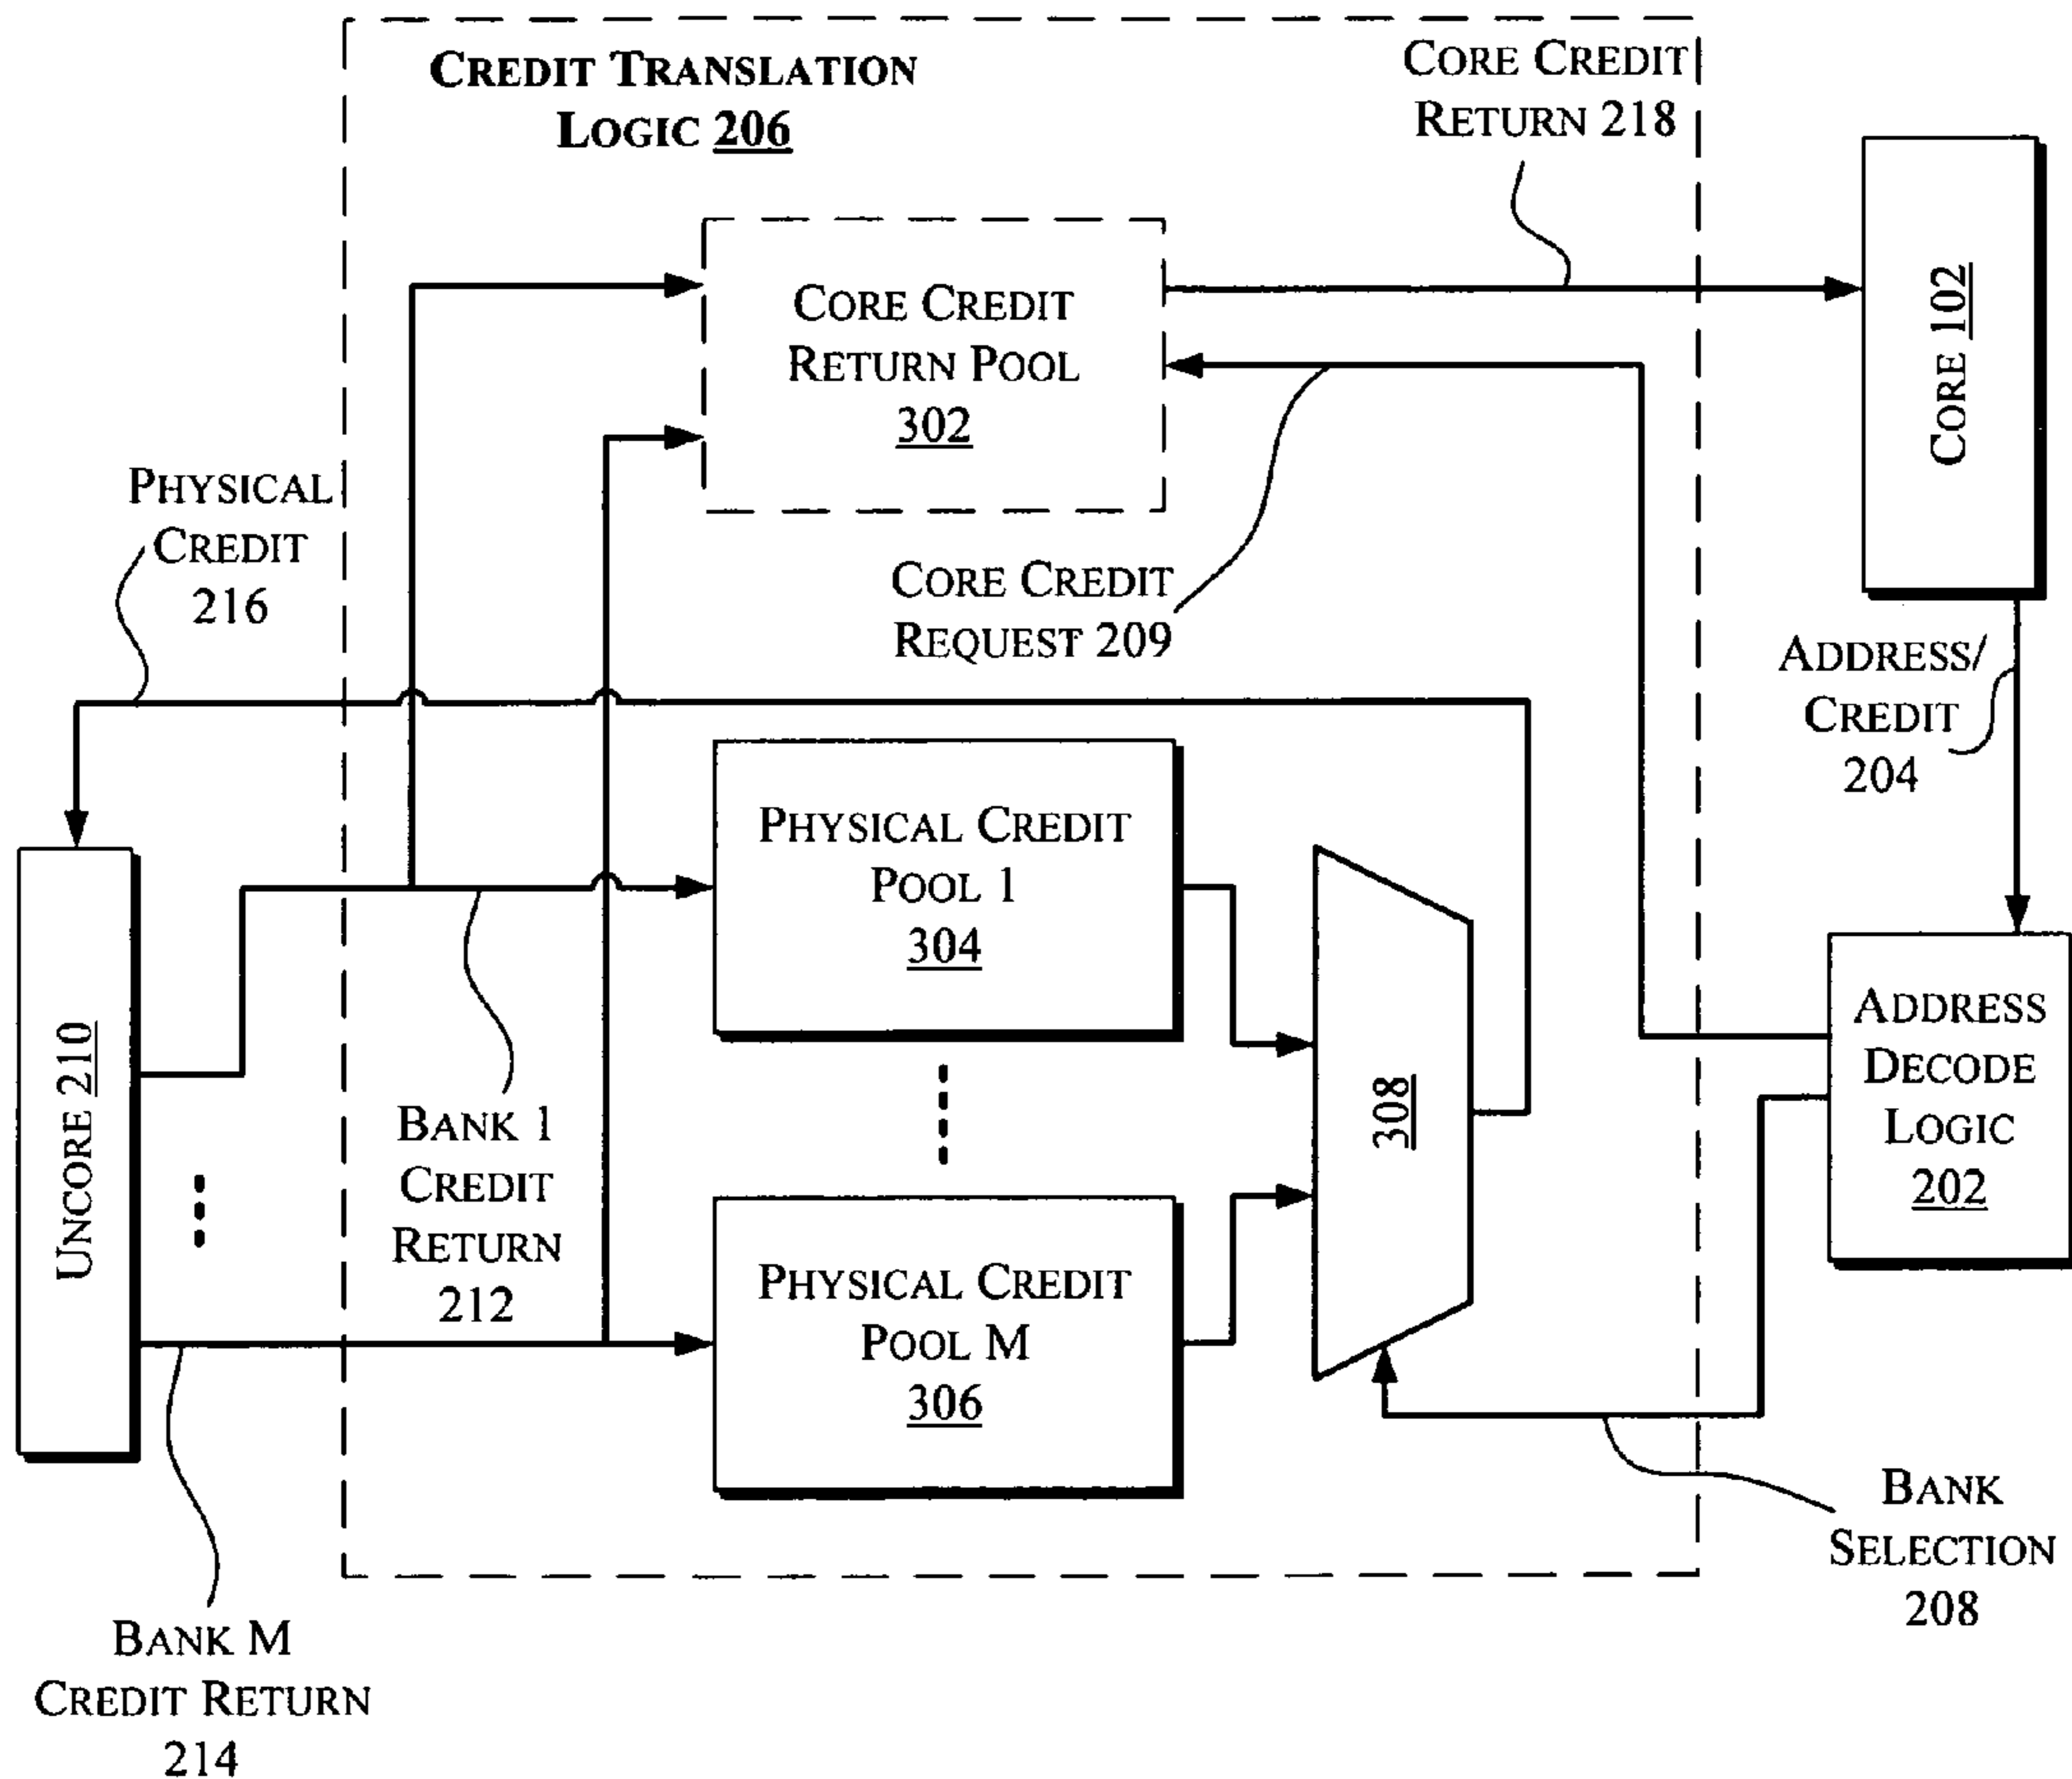 CREDIT TRANSLATION
LOGIC 206
CORE CREDIT
RETURN 218
CORE CREDIT
RETURN POOL
302
CORE 102
PHYSICAL
CREDIT
216
CORE CREDIT
REQUEST 209
ADDRESS/
CREDIT
204
PHYSICAL CREDIT
POOL 1
304
UNCORE 210
BANK 1
CREDIT
RETURN
212
308
ADDRESS
DECODE
LOGIC
202
PHYSICAL CREDIT
POOL M
306
BANK
SELECTION
208
BANK M
CREDIT RETURN
214